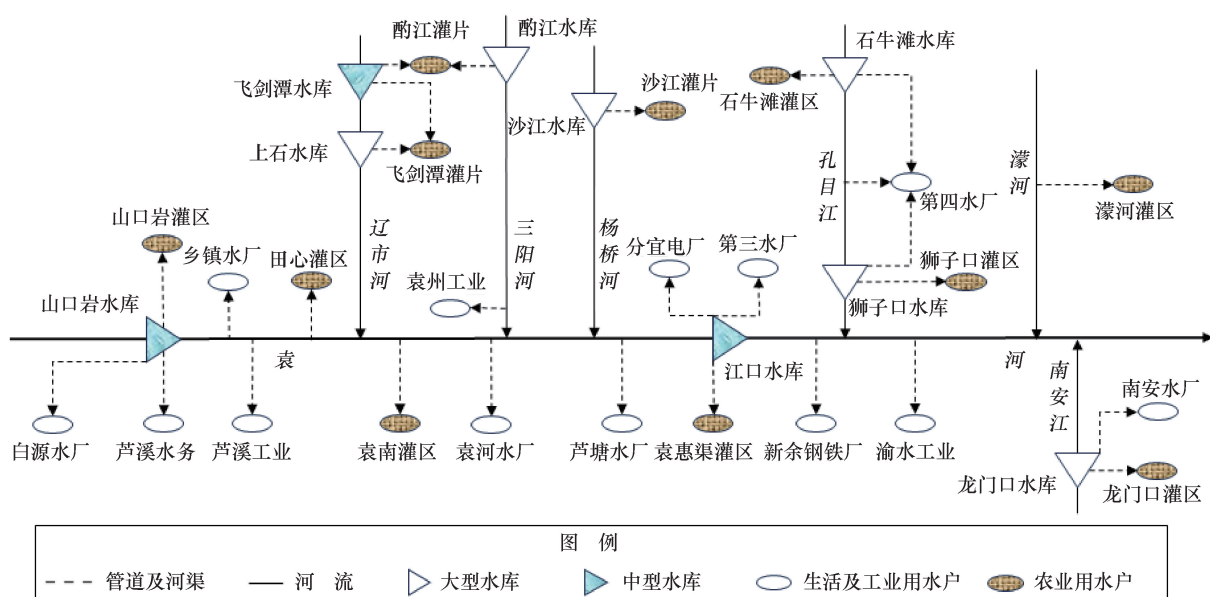 酌江灌片
酌江水库
石牛滩水库
飞剑潭水库
沙江灌片
石牛滩灌区
沙江水库
上石水库
飞剑潭灌片
孔目江
濛河
第四水厂
濛河灌区
山口岩灌区
乡镇水厂
田心灌区
辽市河
三阳河
杨桥河
分宜电厂
第三水厂
狮子口灌区
袁州工业
山口岩水库
狮子口水库
袁
江口水库
河
南安江
南安水厂
白源水厂
芦溪水务
芦溪工业
袁南灌区
袁河水厂
芦塘水厂
袁惠渠灌区
新余钢铁厂
渝水工业
龙门口水库
龙门口灌区
图 例
管道及河渠
河 流
大型水库
中型水库
生活及工业用水户
农业用水户